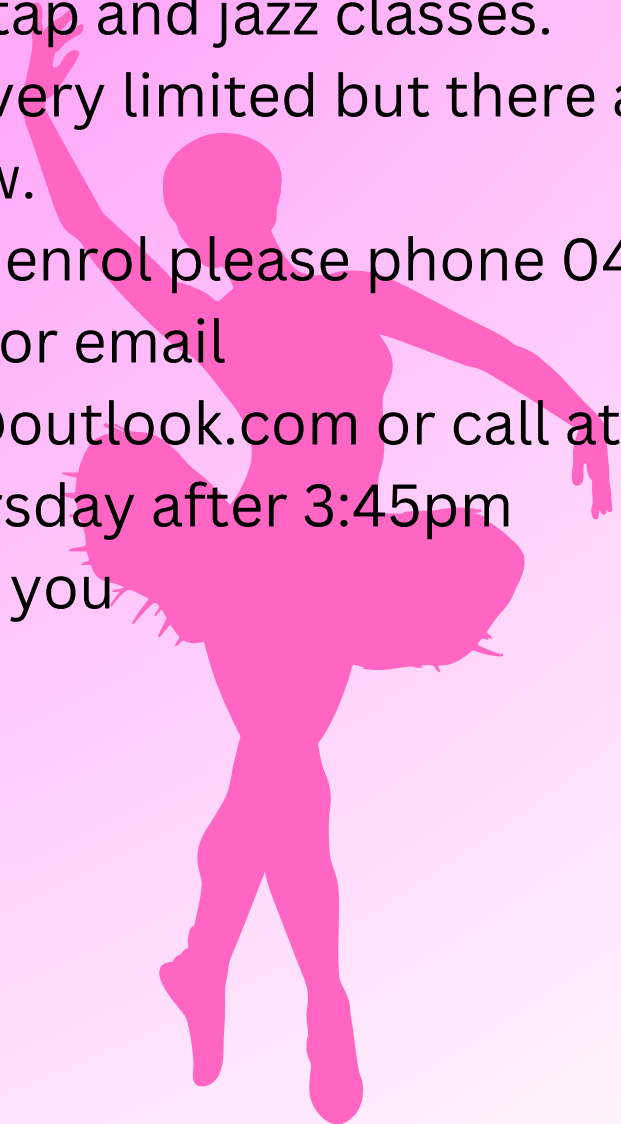 tap and jazz classes.
very limited but there a
w.
enrol please phone 04
or email
@outlook.com or call at
rsday after 3:45pm
you